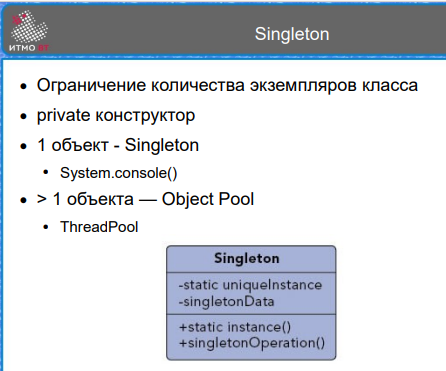 ИТМО ВТ
Singleton
• Ограничение количества экземпляров класса
• private конструктор
• 1 объект - Singleton
• System.console()
• > 1 объекта — Object Pool
• ThreadPool
Singleton
-static uniqueInstance
-singletonData
+static instance()
+singletonOperation()